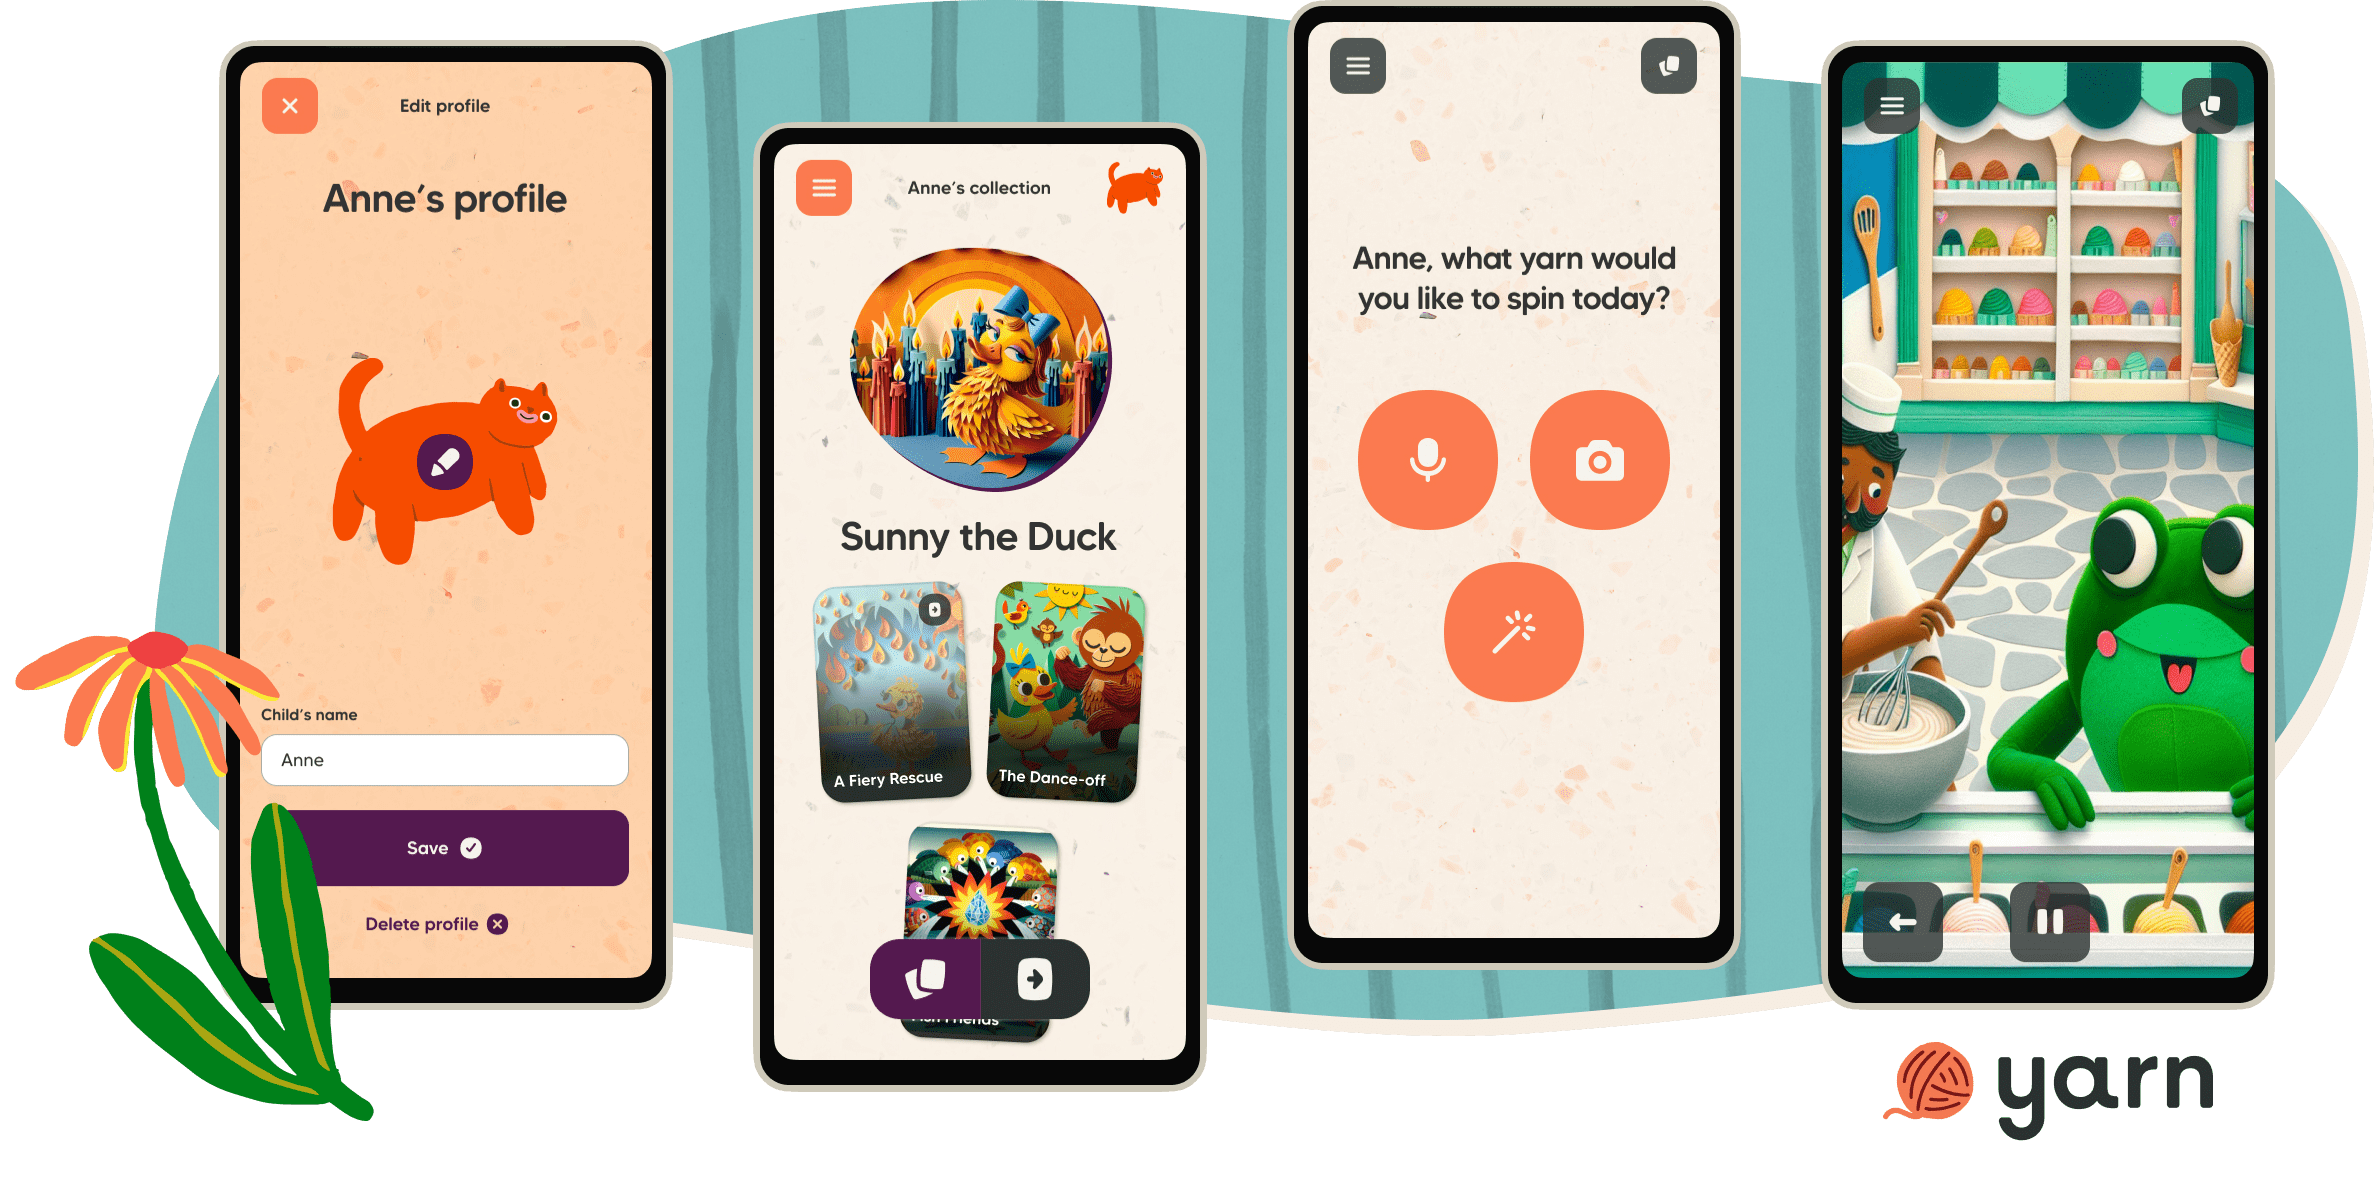 Edit profile
Anne's profile
Child's name
Anne
Save
Delete profile
Anne's collection
Sunny the Duck
A Fiery Rescue
The Dance-off
Friends
Anne, what yarn would
you like to spin today?
yarn